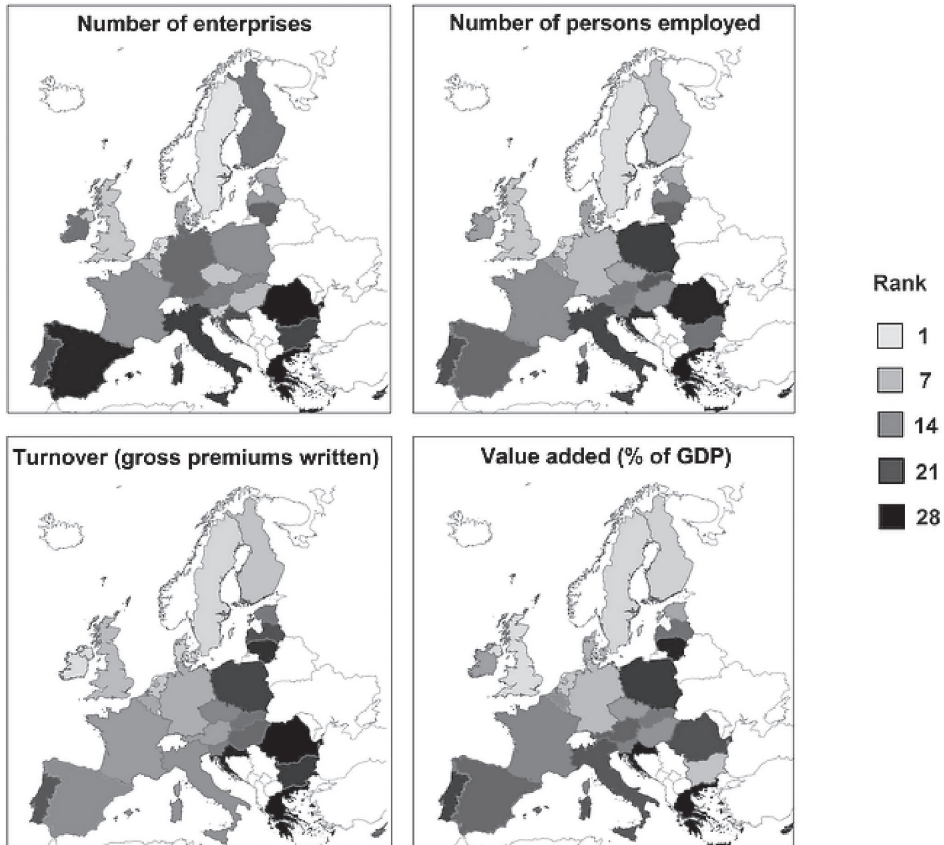 Number of enterprises
Number of persons employed
Turnover (gross premiums written)
Value added (% of GDP)
Rank
1
7
14
21
28